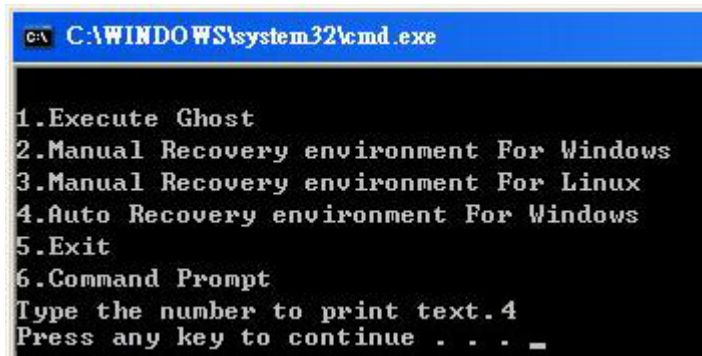 C:\WINDOWS\system32\cmd.exe
1.Execute Ghost
2.Manual Recovery environment For Windows
3.Manual Recovery environment For Linux
4.Auto Recovery environment For Windows
5.Exit
6.Command Prompt
Type the number to print text.4
Press any key to continue . . . _